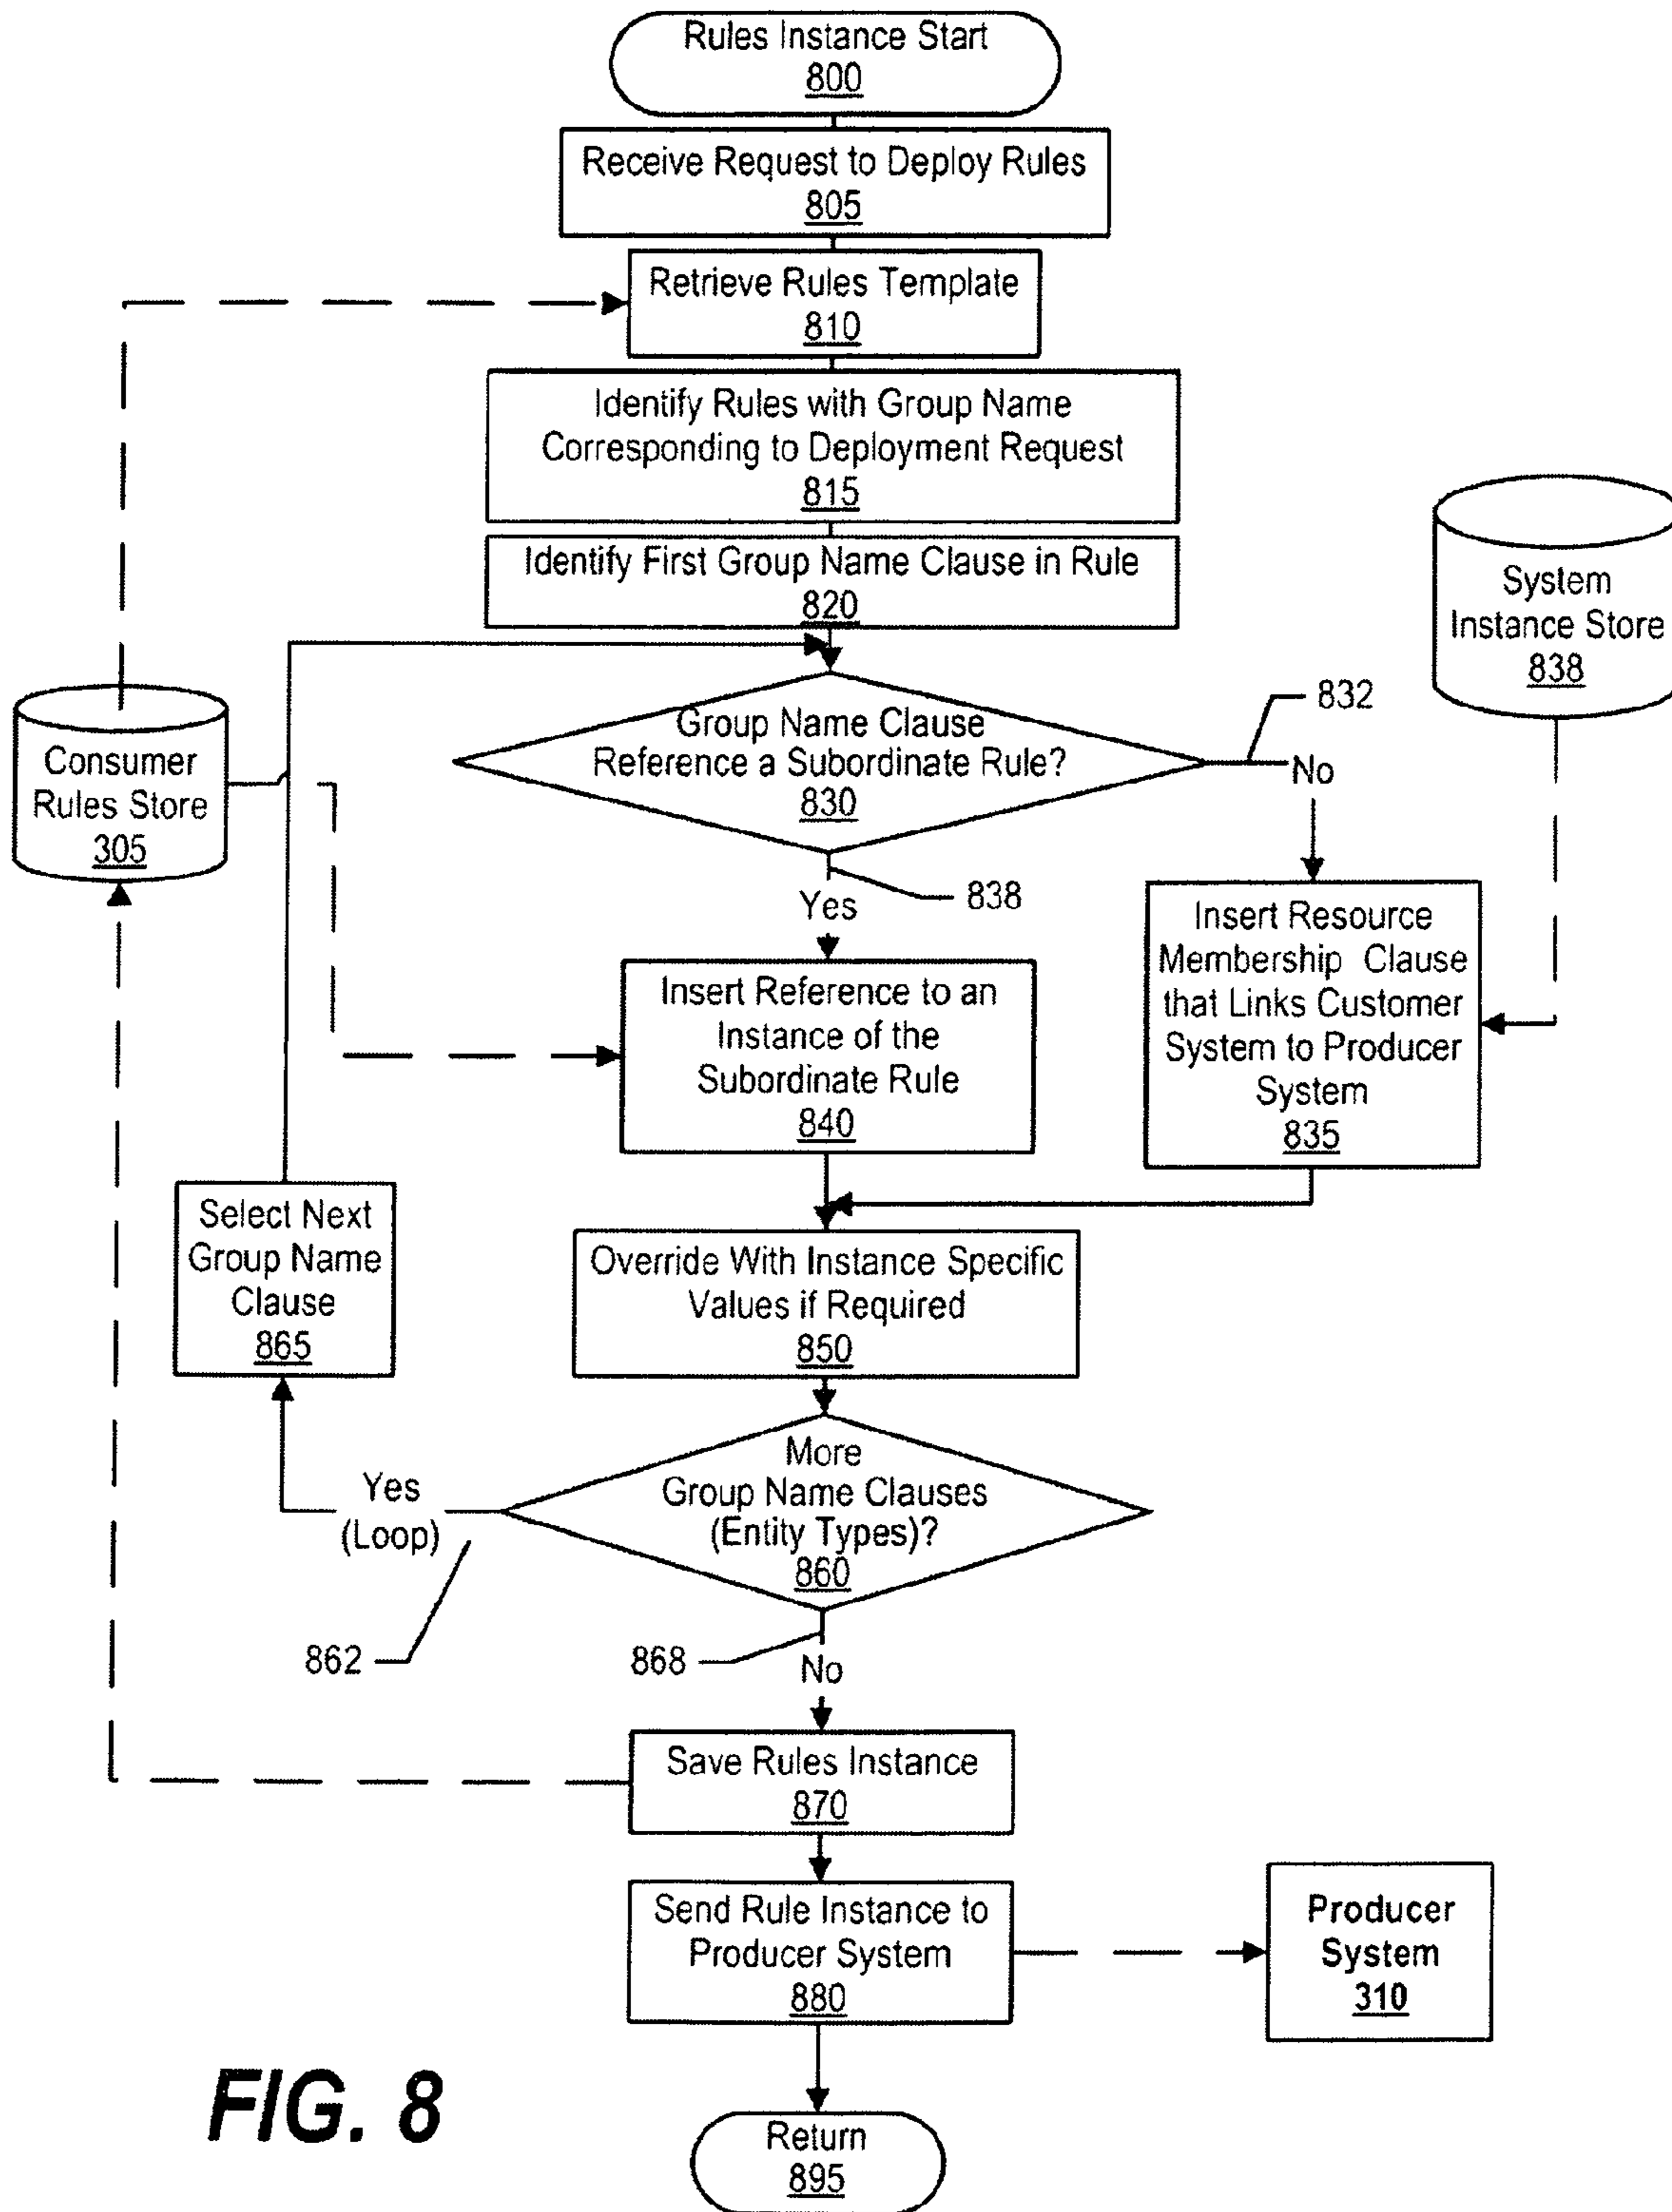 Rules Instance Start
800
Receive Request to Deploy Rules
805
Retrieve Rules Template
810
Identify Rules with Group Name
Corresponding to Deployment Request
815
Identify First Group Name Clause in Rule
820
System
Instance Store
838
832
Group Name Clause
Reference a Subordinate Rule?
830
No
Consumer
Rules Store
305
838
Yes
Insert Resource
Membership Clause
that Links Customer
System to Producer
System
835
Insert Reference to an
Instance of the
Subordinate Rule
840
Select Next
Group Name
Clause
865
Override With Instance Specific
Values if Required
850
More
Group Name Clauses
(Entity Types)?
860
Yes
(Loop)
862
868
No
Save Rules Instance
870
Send Rule Instance to
Producer System
880
Producer
System
310
Return
895
FIG. 8